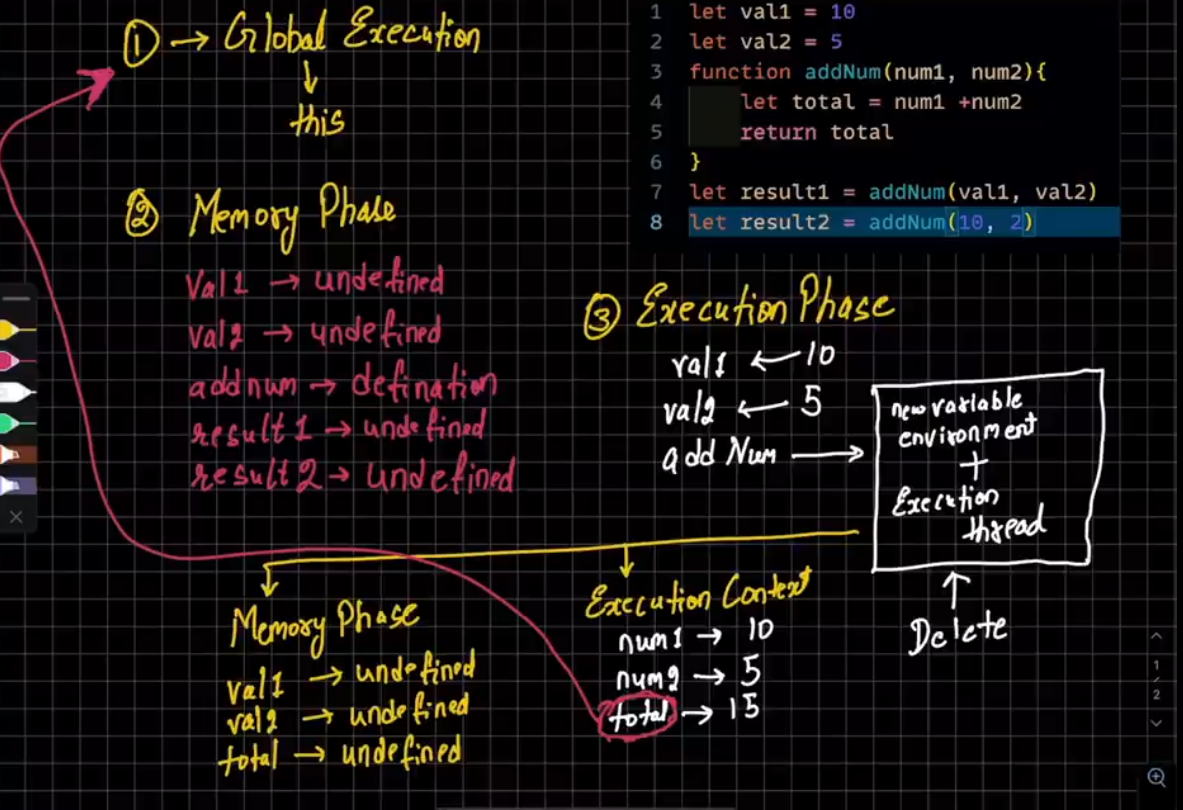 ① → Global Execution
↓
this
1 let val1 = 10
2 let val2 = 5
3 function addNum(num1, num2){
4 let total = num1 +num2
5 return total
6 }
7 let result1 = addNum(val1, val2)
8 let result2 = addNum(10, 2)
② Memory Phase
Val1 → undefined
val2 → undefined
addnum → defination
result1 → undefined
result2 → undefined
③ Execution Phase
val1 ← 10
val2 ← 5
add Num →
new variable
environment
+
Execution
thread
↑
Delete
Memory Phase
val1 → undefined
val2 → undefined
total → undefined
Execution Context
num1 → 10
num2 → 5
total → 15
1
/
2